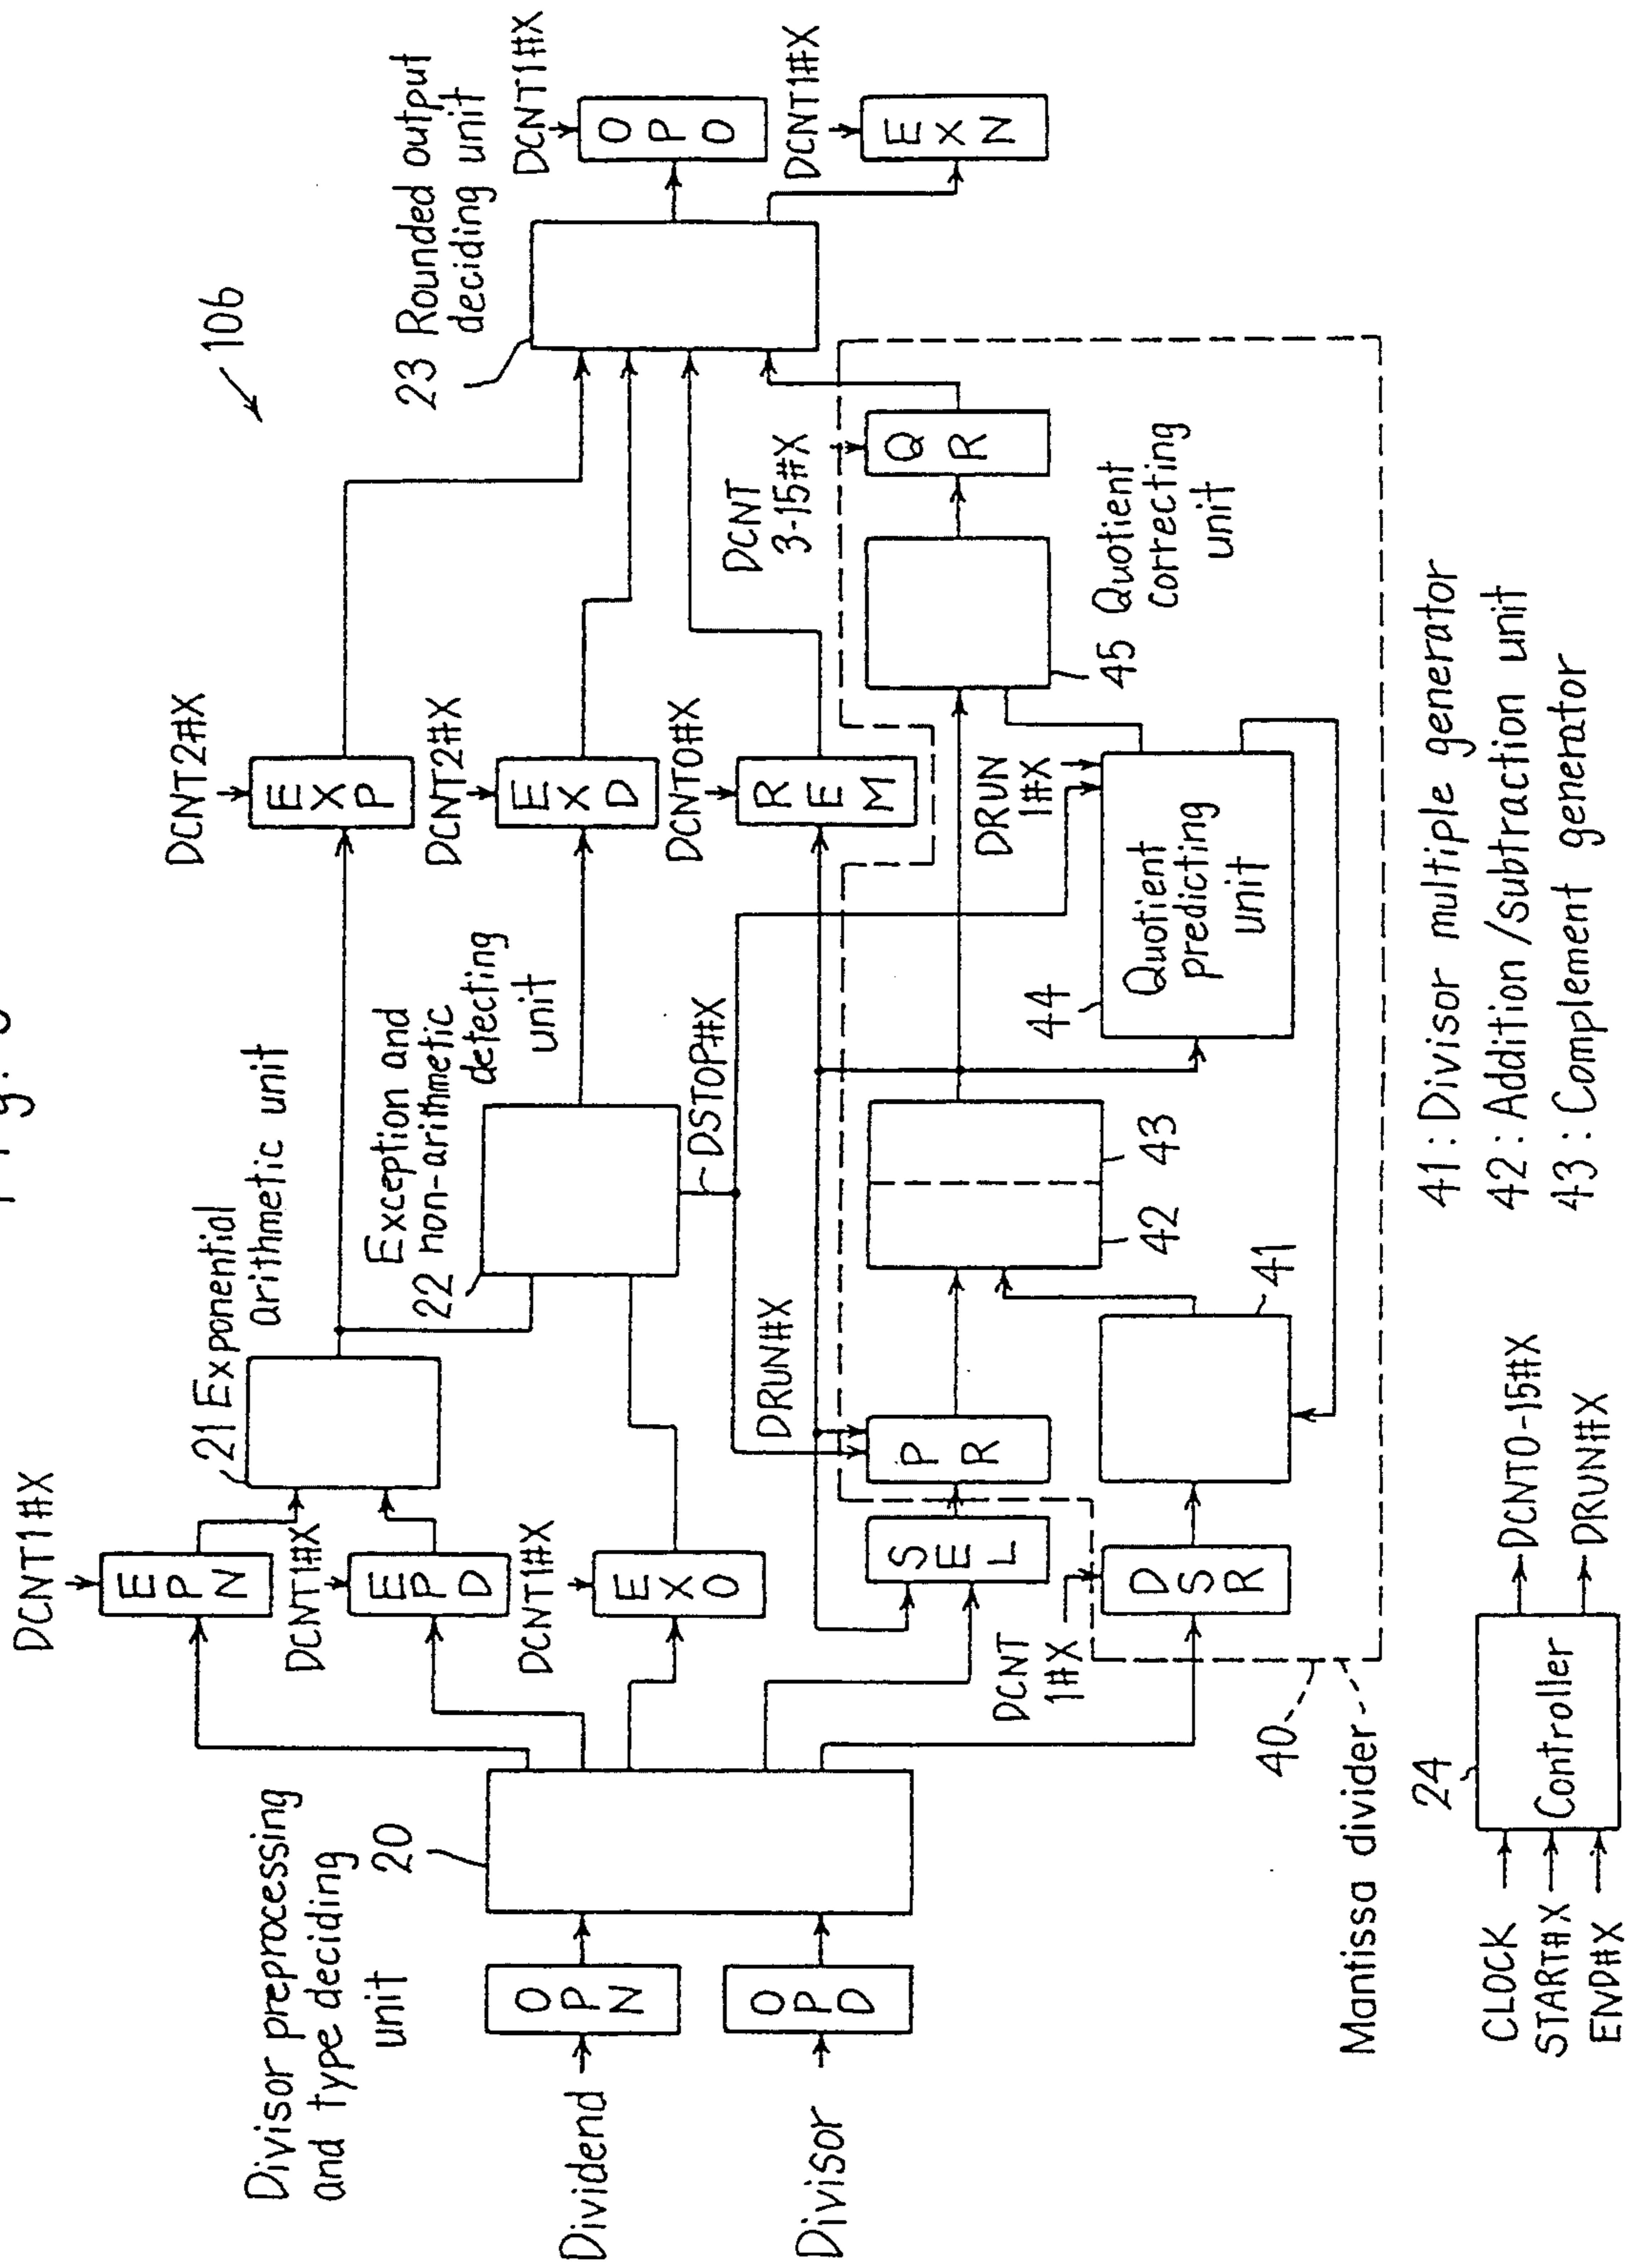 106
Divisor preprocessing
and type deciding
unit
20
Dividend
OPN
Divisor
OPD
DCNT1#X
EPN
DCNT1#X
EPD
DCNT1#X
EXO
21 Exponential
arithmetic unit
Exception and
22 non-arithmetic
detecting
unit
DSTOP#X
DCNT2#X
EXP
DCNT2#X
EXD
DCNT0#X
REM
23 Rounded output
deciding unit
DCNT1#X
OPO
DCNT1#X
EXN
DRUN#X
SEL
PR
DCNT
1#X
DSR
41
42
43
44
Quotient
predicting
unit
DRUN
1#X
45 Quotient
correcting
unit
DCNT
3-15#X
QR
40
Mantissa divider
24
Controller
CLOCK
START#X
END#X
DCNT0-15#X
DRUN#X
41 : Divisor multiple generator
42 : Addition/subtraction unit
43 : Complement generator